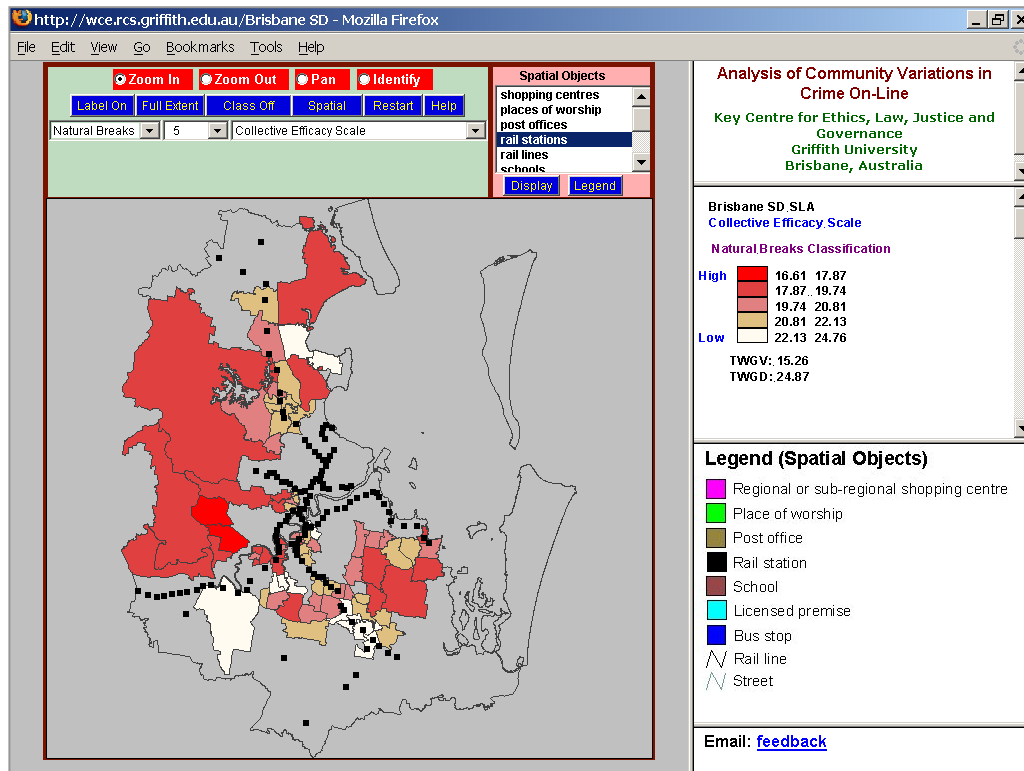 http://wce.rcs.griffith.edu.au/Brisbane SD - Mozilla Firefox
File Edit View Go Bookmarks Tools Help
Zoom In Zoom Out Pan Identify
Label On Full Extent Class Off Spatial Restart Help
Natural Breaks 5 Collective Efficacy Scale
Spatial Objects
shopping centres
places of worship
post offices
rail stations
rail lines
schools
Display Legend
Analysis of Community Variations in
Crime On-Line
Key Centre for Ethics, Law, Justice and
Governance
Griffith University
Brisbane, Australia
Brisbane SD.SLA
Collective Efficacy.Scale
Natural.Breaks Classification
High 16.61 17.87
17.87.. 19.74
19.74 20.81
20.81 22.13
Low 22.13 24.76
TWGV:. 15.26
TWGD:.24.87
Legend (Spatial Objects)
Regional or sub-regional shopping centre
Place of worship
Post office
Rail station
School
Licensed premise
Bus stop
Rail line
Street
Email: feedback